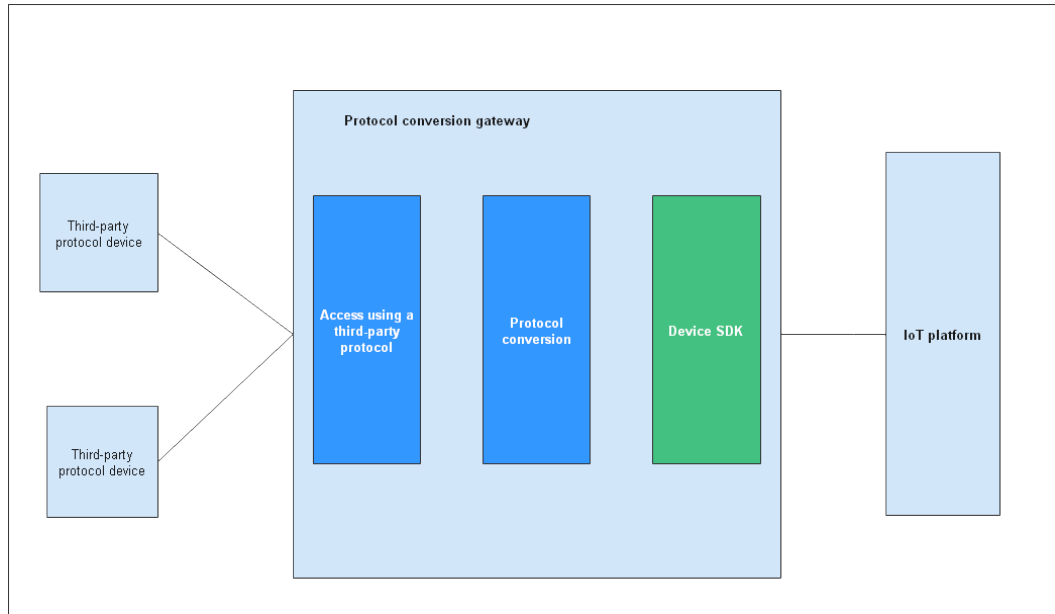 Protocol conversion gateway
Third-party
protocol device
Third-party
protocol device
Access using a
third-party
protocol
Protocol
conversion
Device SDK
IoT platform